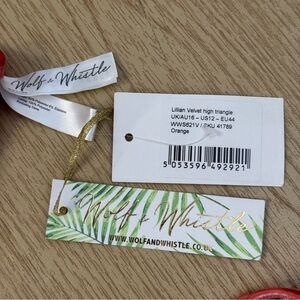 Wolf & Whistle
Lillian Velvet high triangle
UK/AU16 - US12 - EU44
WWS621V / SKU 41789
Orange
5 053596 492921
Wolf & Whistle
WWW.WOLFANDWHISTLE.CO.UK